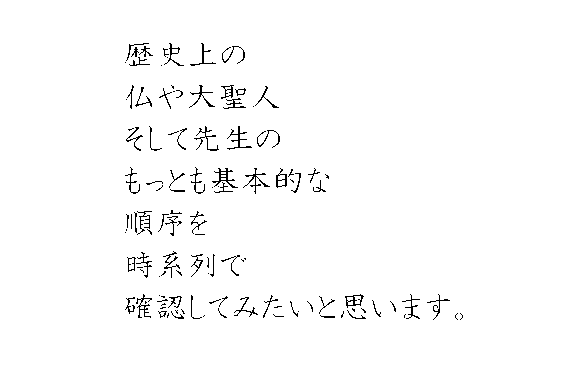 歴史上の
仏や大聖人
そして先生の
もっとも基本的な
順序を
時系列で
確認してみたいと思います。